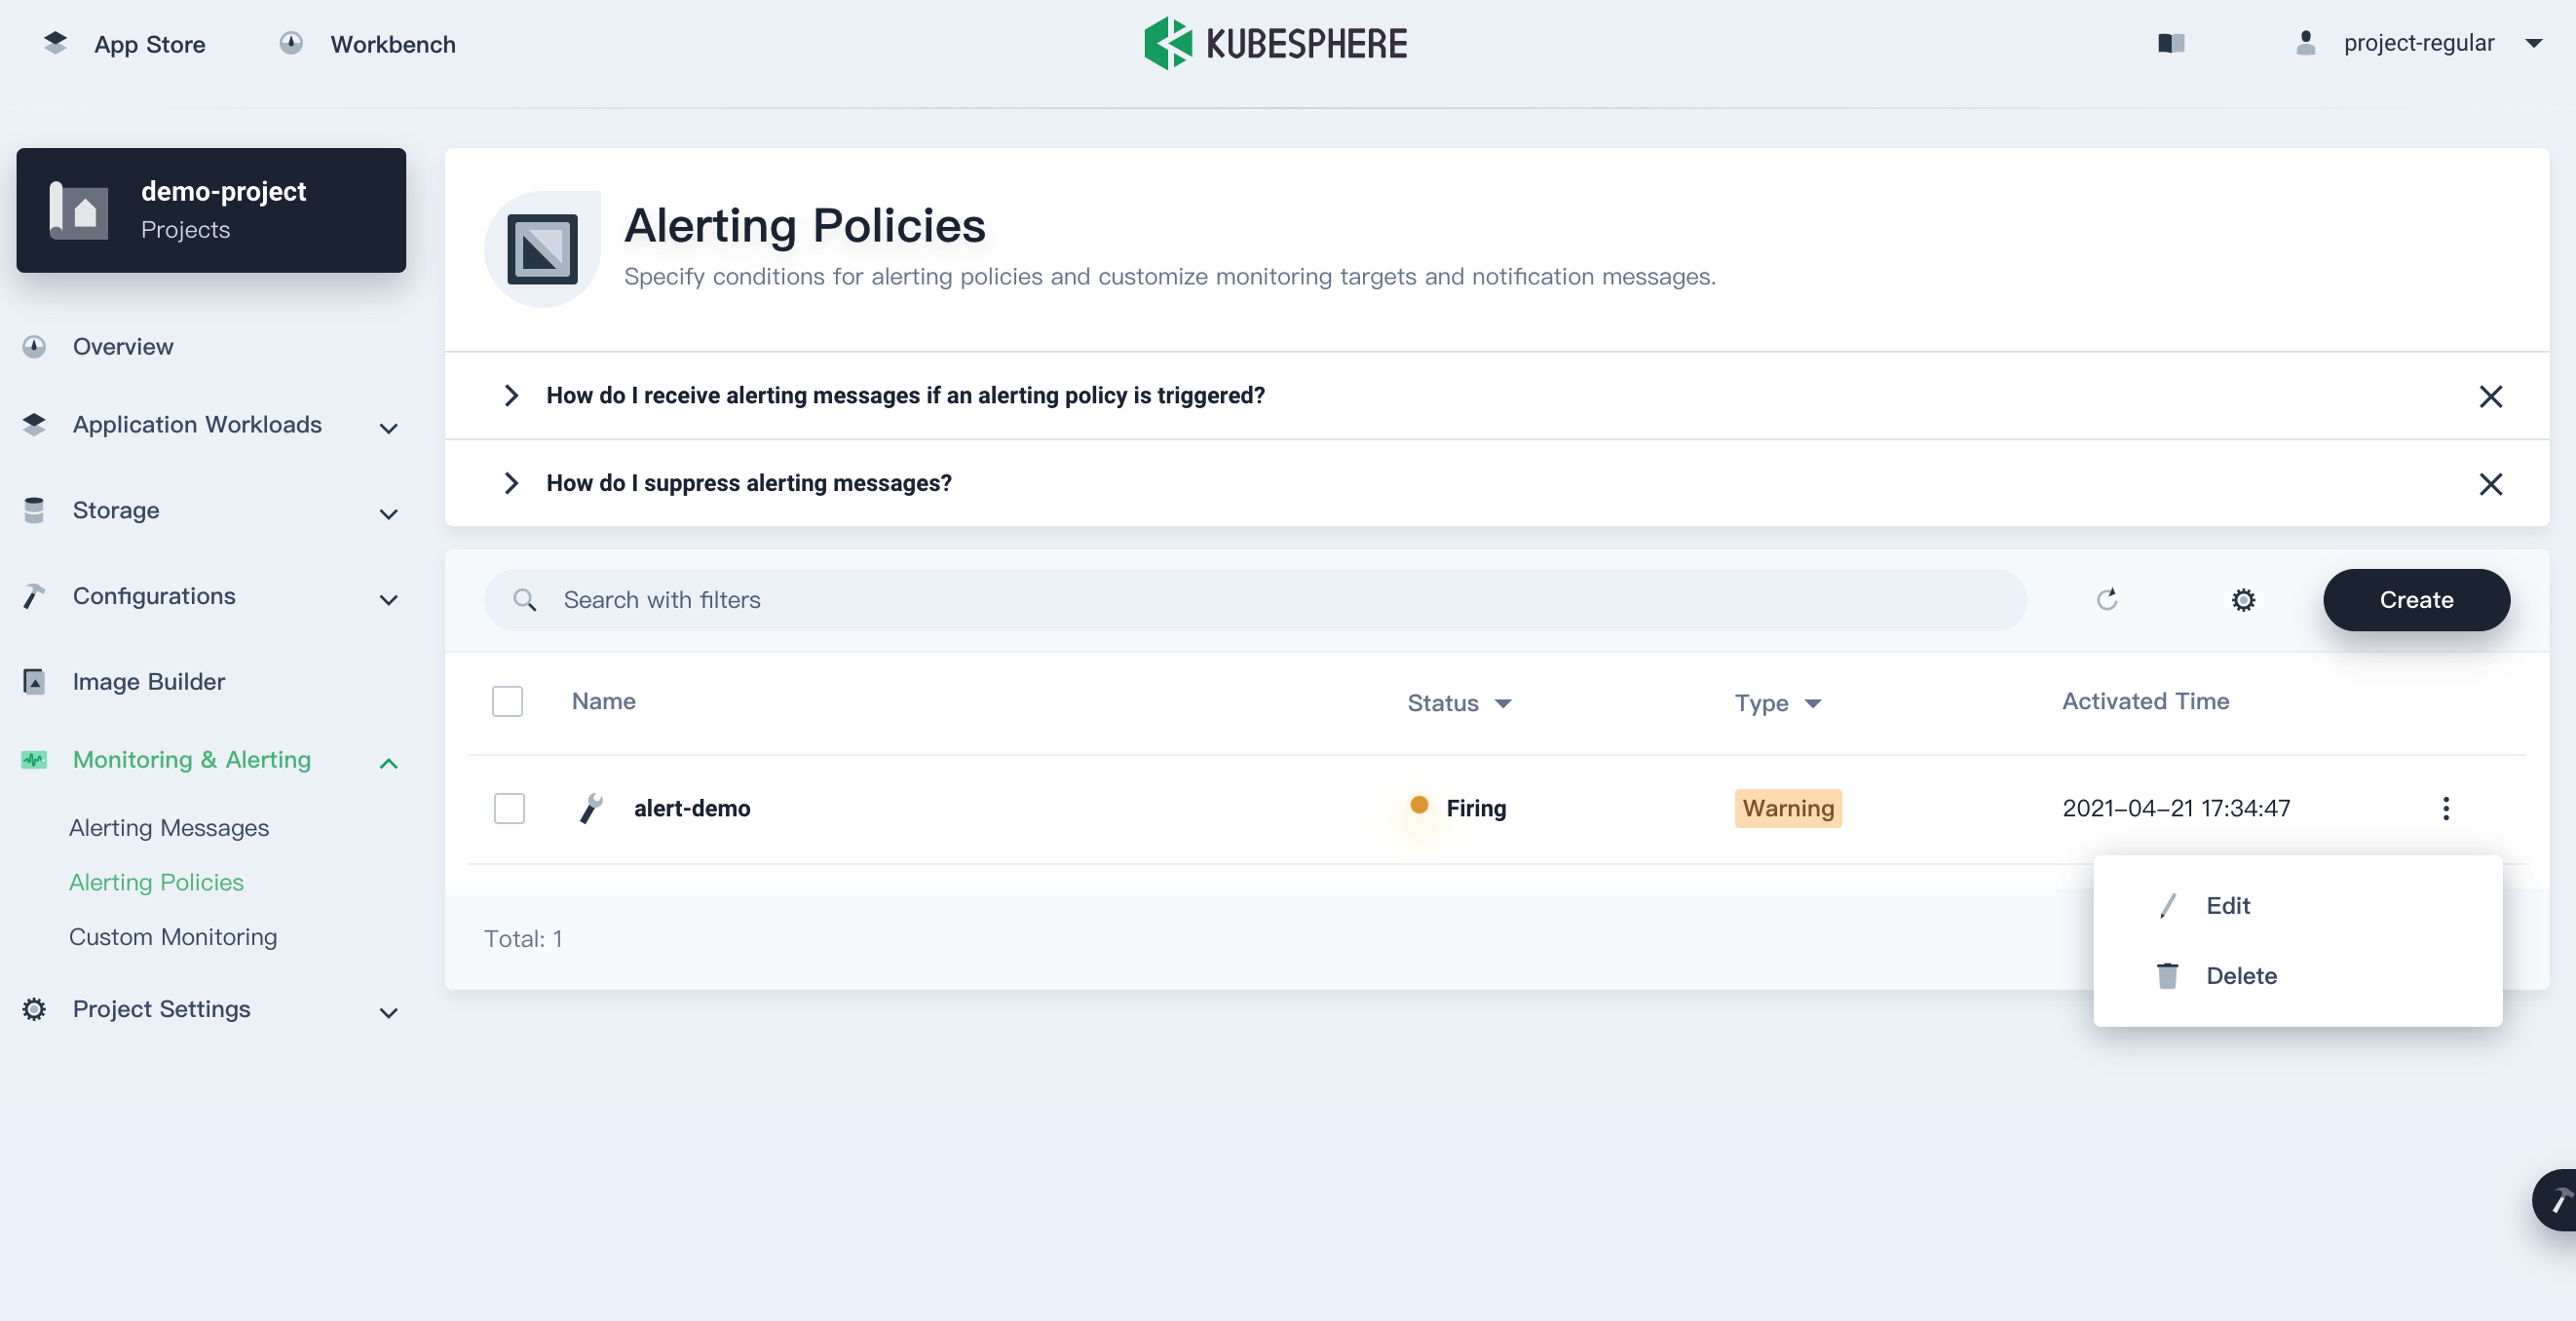 App Store
Workbench
KUBESPHERE
project-regular
demo-project
Projects
Overview
Application Workloads
Storage
Configurations
Image Builder
Monitoring & Alerting
Alerting Messages
Alerting Policies
Custom Monitoring
Project Settings
Alerting Policies
Specify conditions for alerting policies and customize monitoring targets and notification messages.
How do I receive alerting messages if an alerting policy is triggered?
How do I suppress alerting messages?
Search with filters
Create
Name Status Type Activated Time
alert-demo Firing Warning 2021-04-21 17:34:47
Edit
Delete
Total: 1